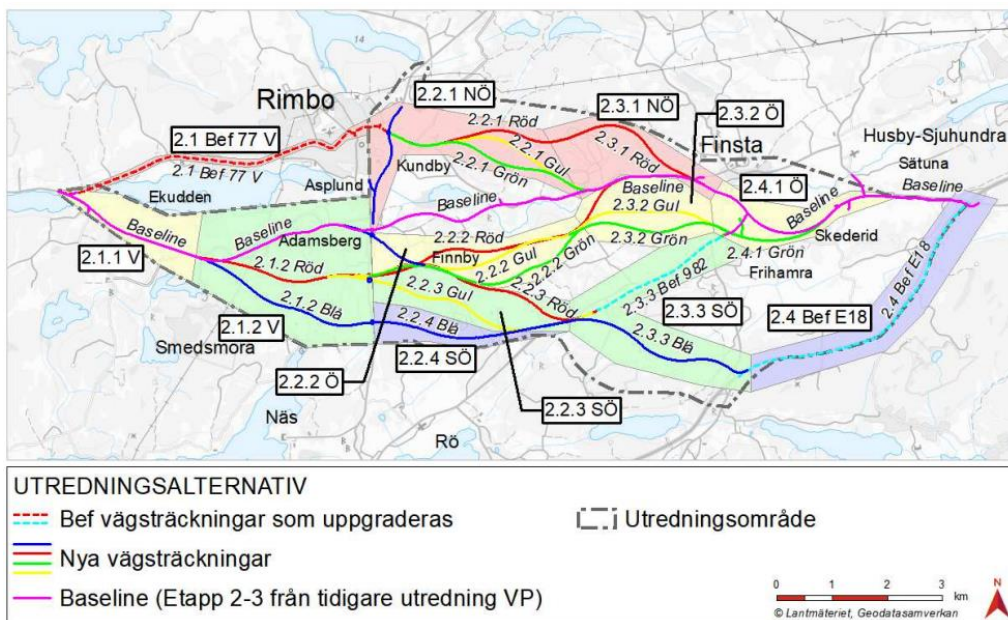 14
Rimbo
2.2.1 NÖ
2.3.1 NÖ
2.3.2 Ö
2.2.1 Röd
2.1 Bef 77 V
2.2.1 Gul
2.3.1 Röd
Finsta
Husby-Sjuhundra
Kundby
2.2.1 Grön
Sätuna
2.1 Bef 77 V
Asplund
2.4.1 Ö
Baseline
Ekudden
Baseline
Baseline
Baseline
2.3.2 Gul
Baseline
Baseline
Adamsberg
2.2.2 Röd
2.3.2 Grön
Skederid
2.1.1 V
Finnby
2.2.2 Gul
2.2.2 Grön
2.4.1 Grön
2.1.2 Röd
Frihamra
2.2.3 Gul
2.2.3 Röd
2.3.3 Bef 982
2.1.2 Blå
2.3.3 SÖ
2.4 Bef E18
2.4 Bef E18
2.1.2 V
2.2.4 Blå
2.3.3 Blå
Smedsmora
2.2.4 SÖ
2.2.2 Ö
2.2.3 SÖ
Näs
Rö
UTREDNINGSALTERNATIV
Bef vägsträckningar som uppgraderas
Utredningsområde
Nya vägsträckningar
Baseline (Etapp 2-3 från tidigare utredning VP)
0 1 2 3
km
N
© Lantmäteriet, Geodatasamverkan